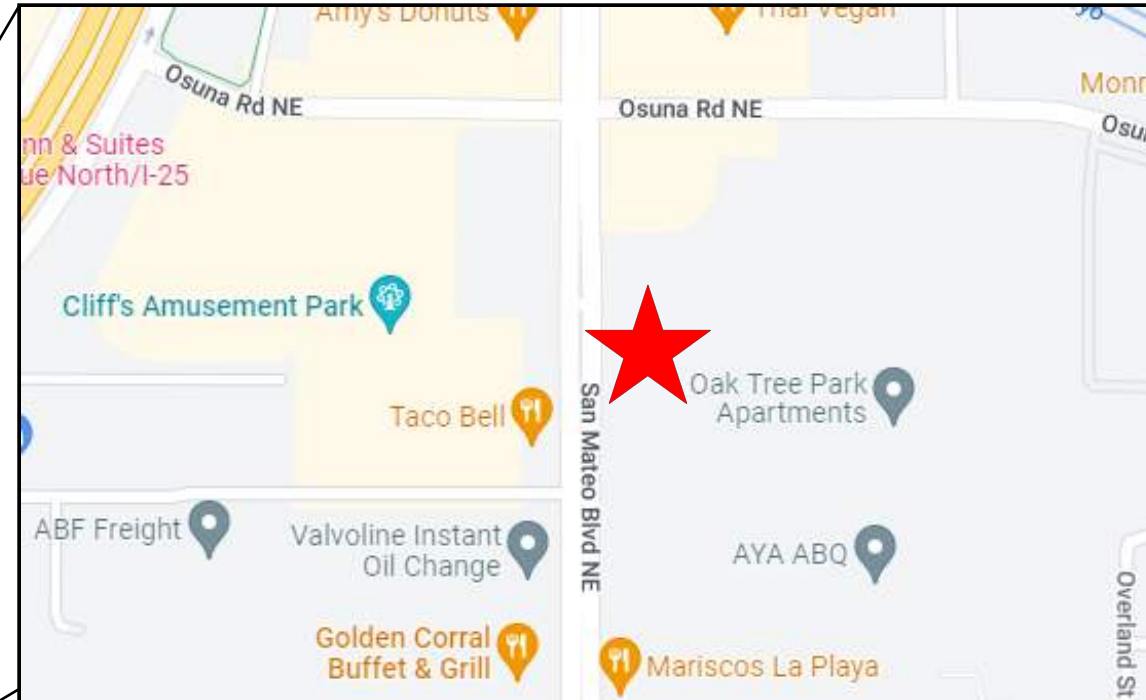 Amy's Donuts
Thai Vegan
Osuna Rd NE
Osuna Rd NE
nn & Suites
ue North/I-25
Cliff's Amusement Park
Oak Tree Park
Apartments
Taco Bell
San Mateo Blvd NE
ABF Freight
Valvoline Instant
Oil Change
AYA ABQ
Golden Corral
Buffet & Grill
Mariscos La Playa
Overland St